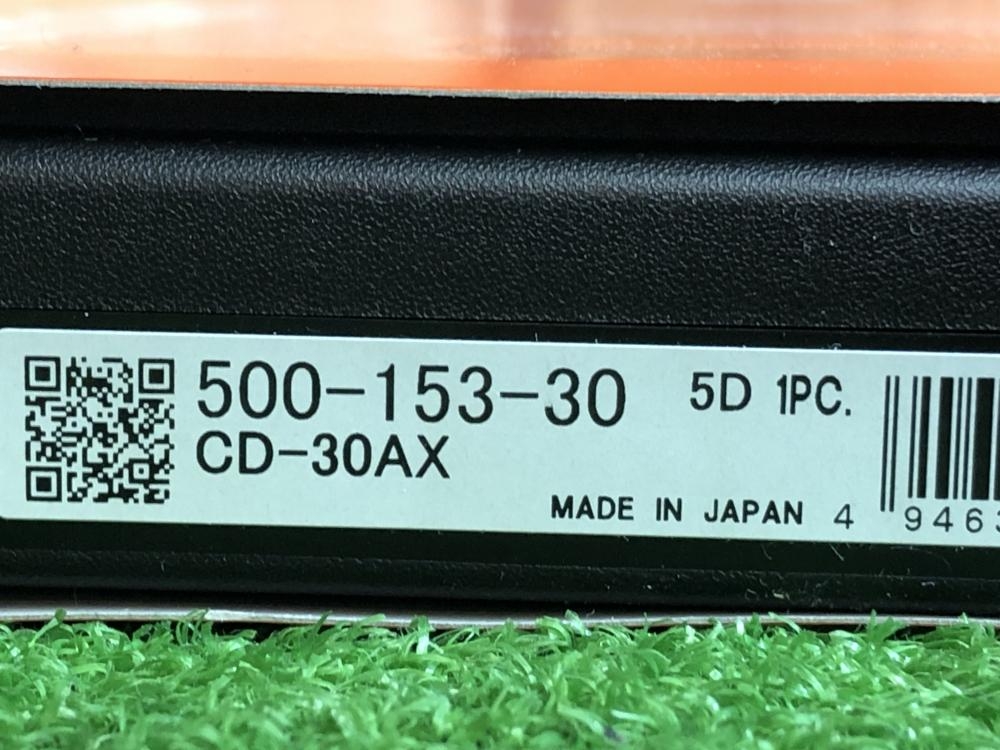 500-153-30 5D 1PC.
CD-30AX
MADE IN JAPAN 4 946